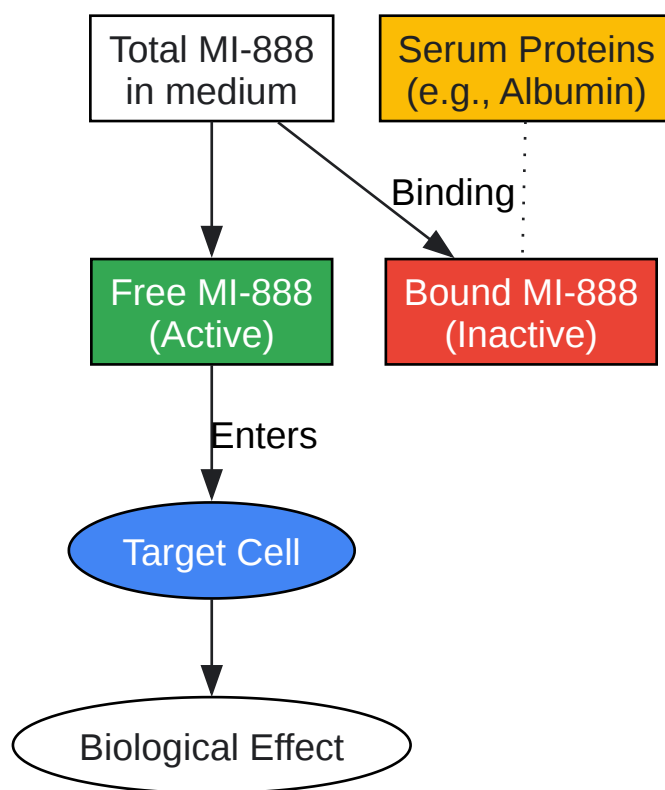 Total MI-888
in medium
Serum Proteins
(e.g., Albumin)
Binding
Free MI-888
(Active)
Bound MI-888
(Inactive)
Enters
Target Cell
Biological Effect